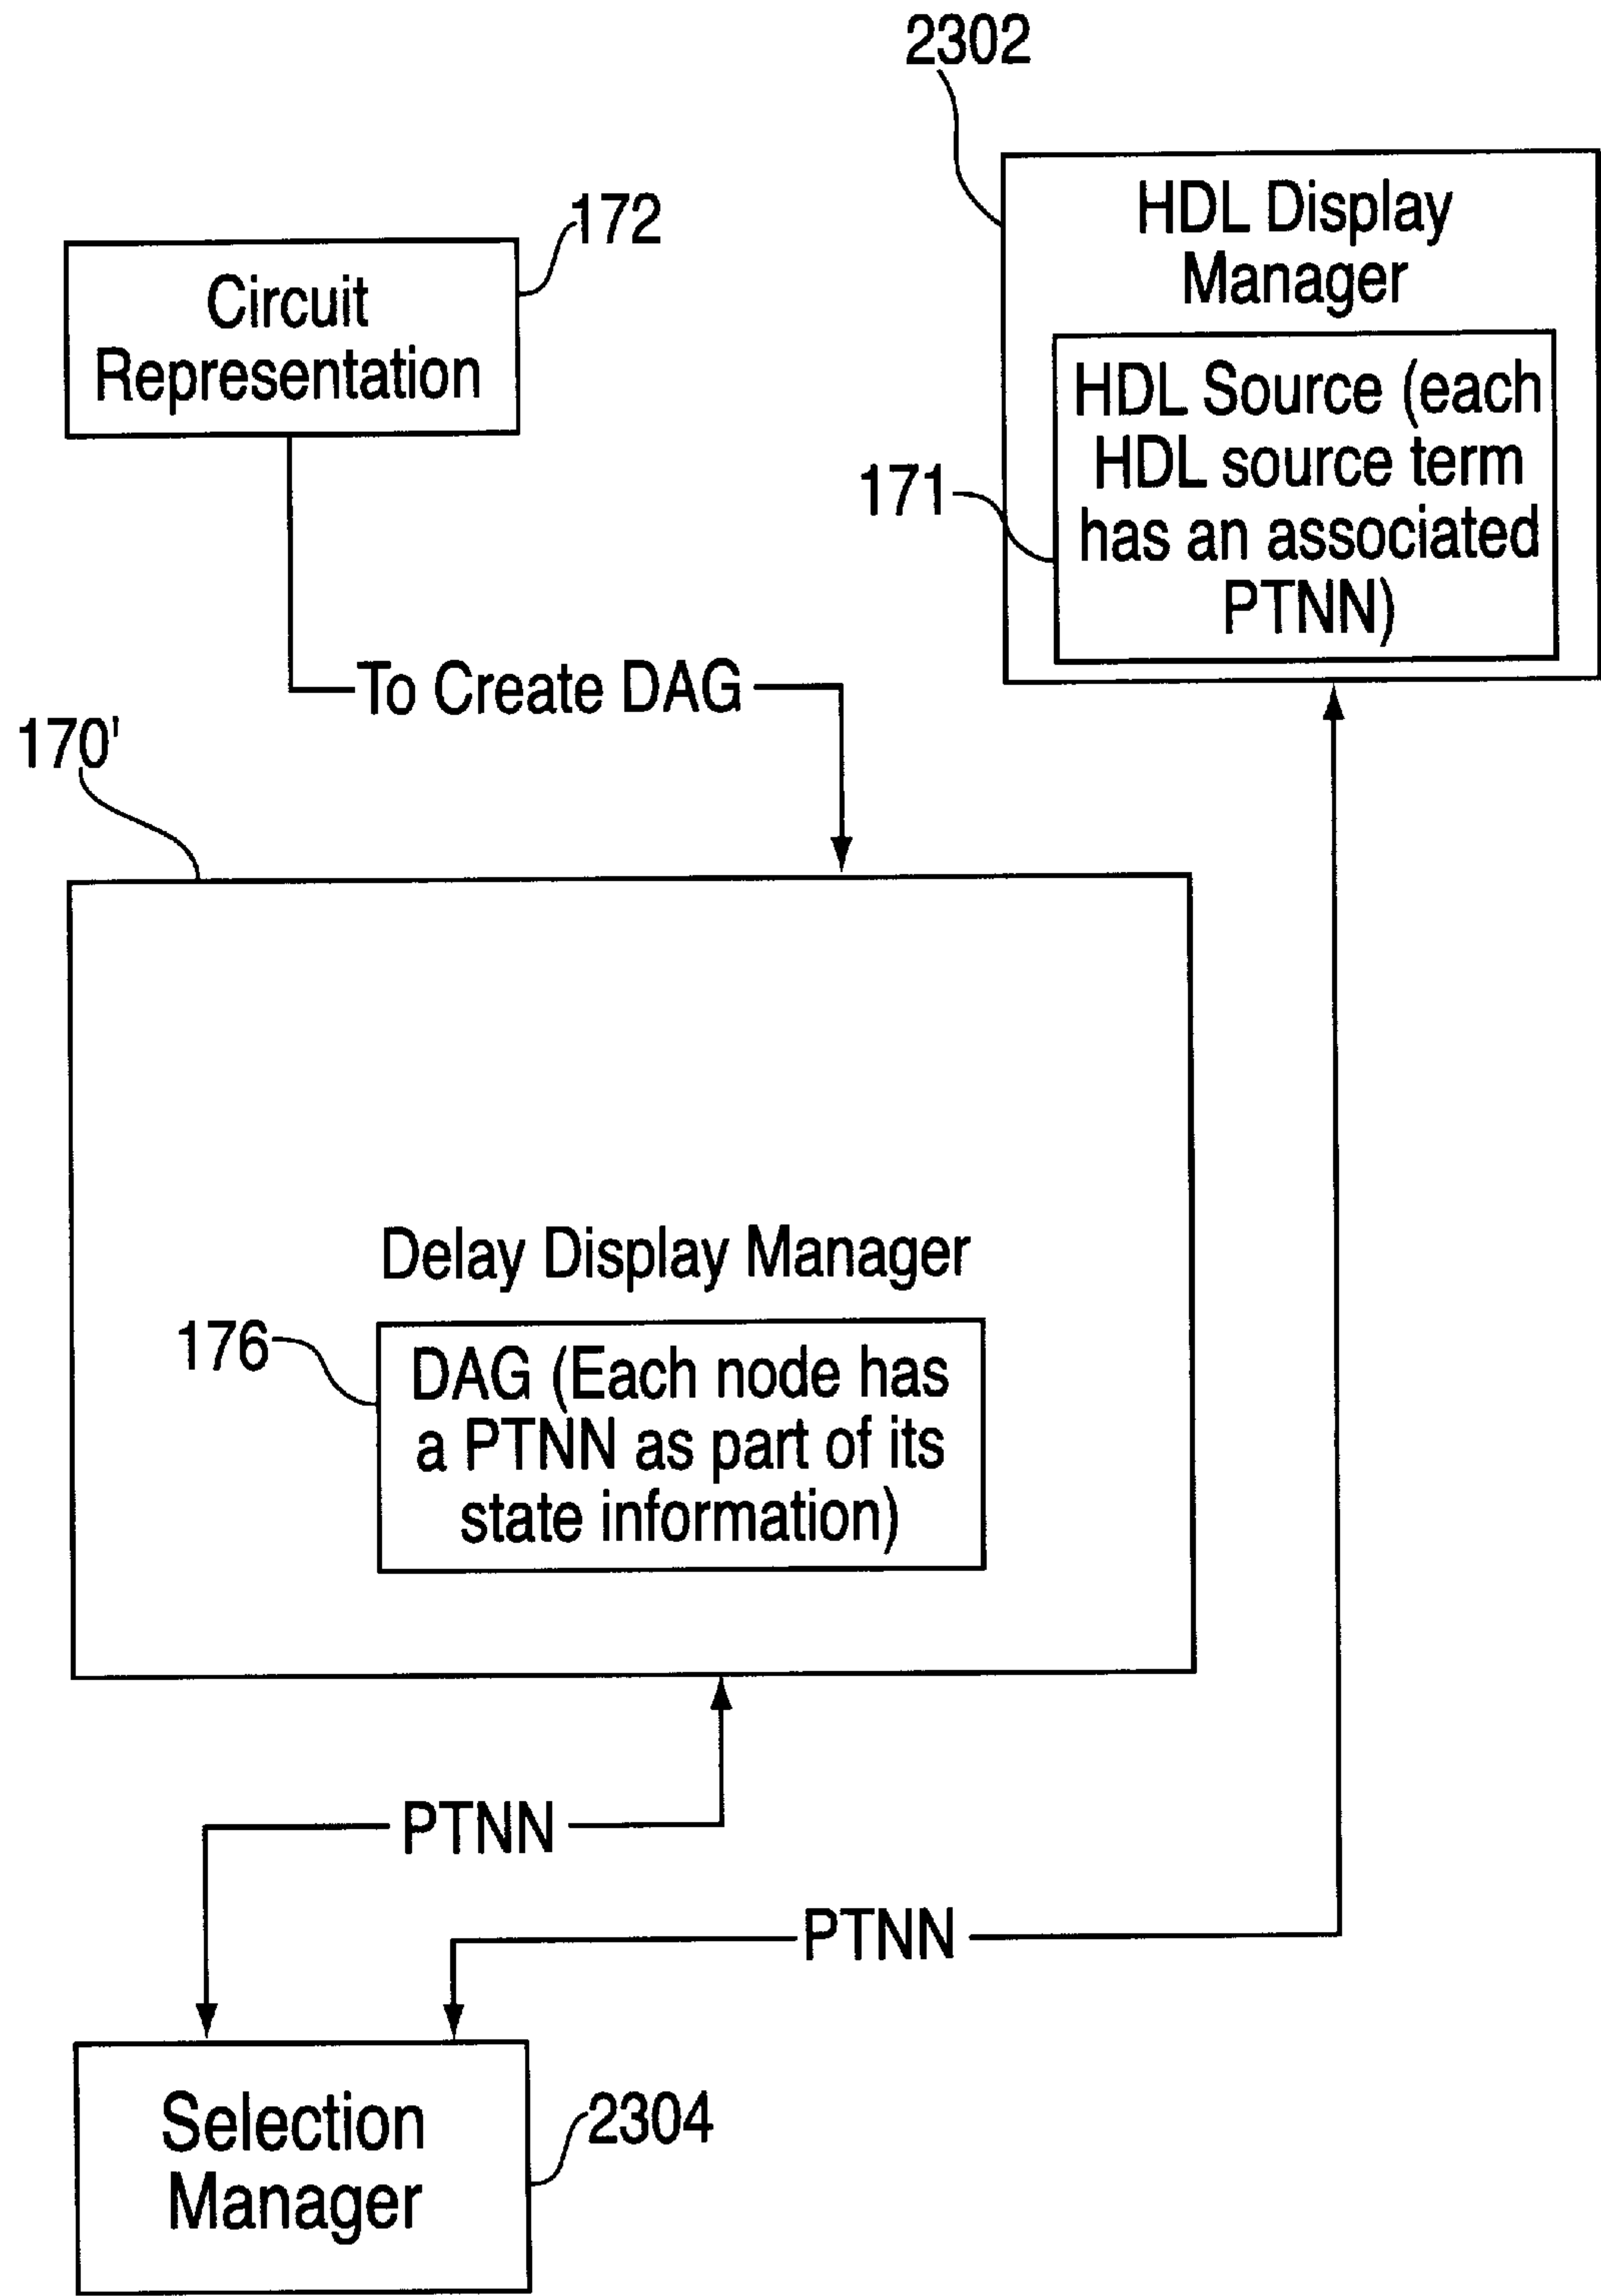 2302
HDL Display
Manager
172
Circuit
Representation
HDL Source (each
HDL source term
has an associated
PTNN)
171
To Create DAG
170'
Delay Display Manager
176
DAG (Each node has
a PTNN as part of its
state information)
PTNN
PTNN
Selection
Manager
2304